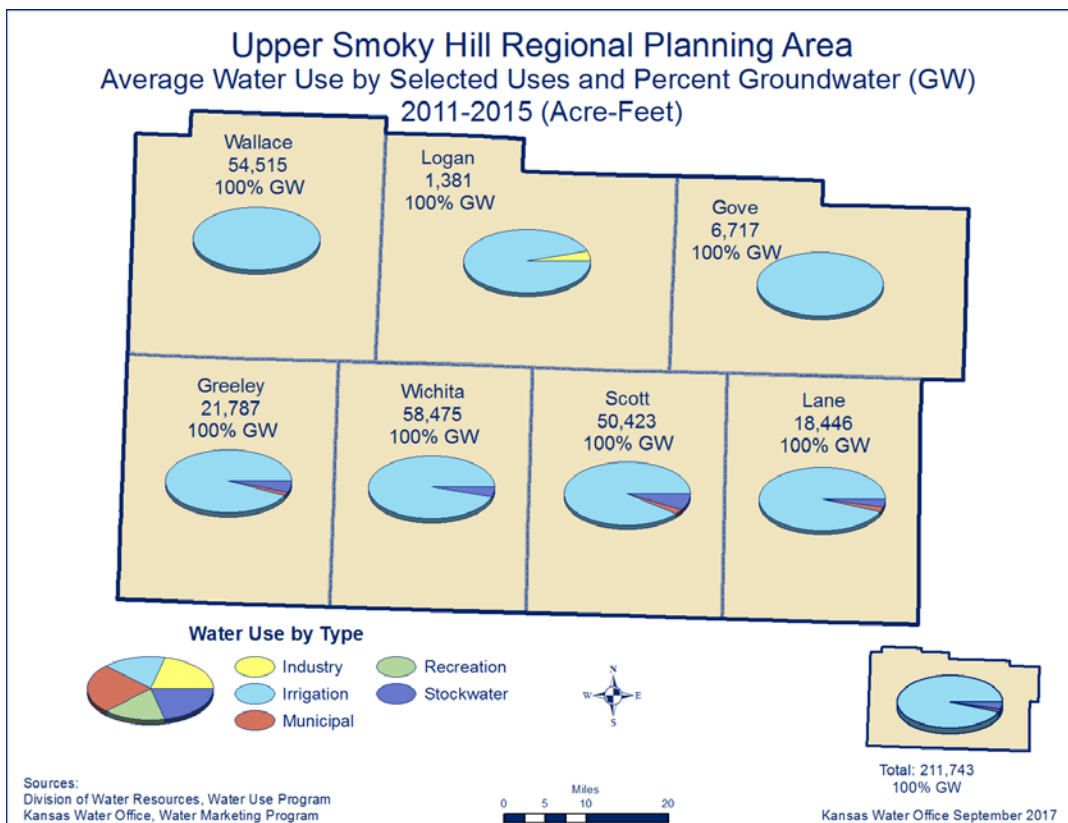 Upper Smoky Hill Regional Planning Area
Average Water Use by Selected Uses and Percent Groundwater (GW)
2011-2015 (Acre-Feet)
Wallace
54,515
100% GW
Logan
1,381
100% GW
Gove
6,717
100% GW
Greeley
21,787
100% GW
Wichita
58,475
100% GW
Scott
50,423
100% GW
Lane
18,446
100% GW
Water Use by Type
Industry
Irrigation
Municipal
Recreation
Stockwater
N
W E
S
Total: 211,743
100% GW
Sources:
Division of Water Resources, Water Use Program
Kansas Water Office, Water Marketing Program
Miles
0 5 10 20
Kansas Water Office September 2017